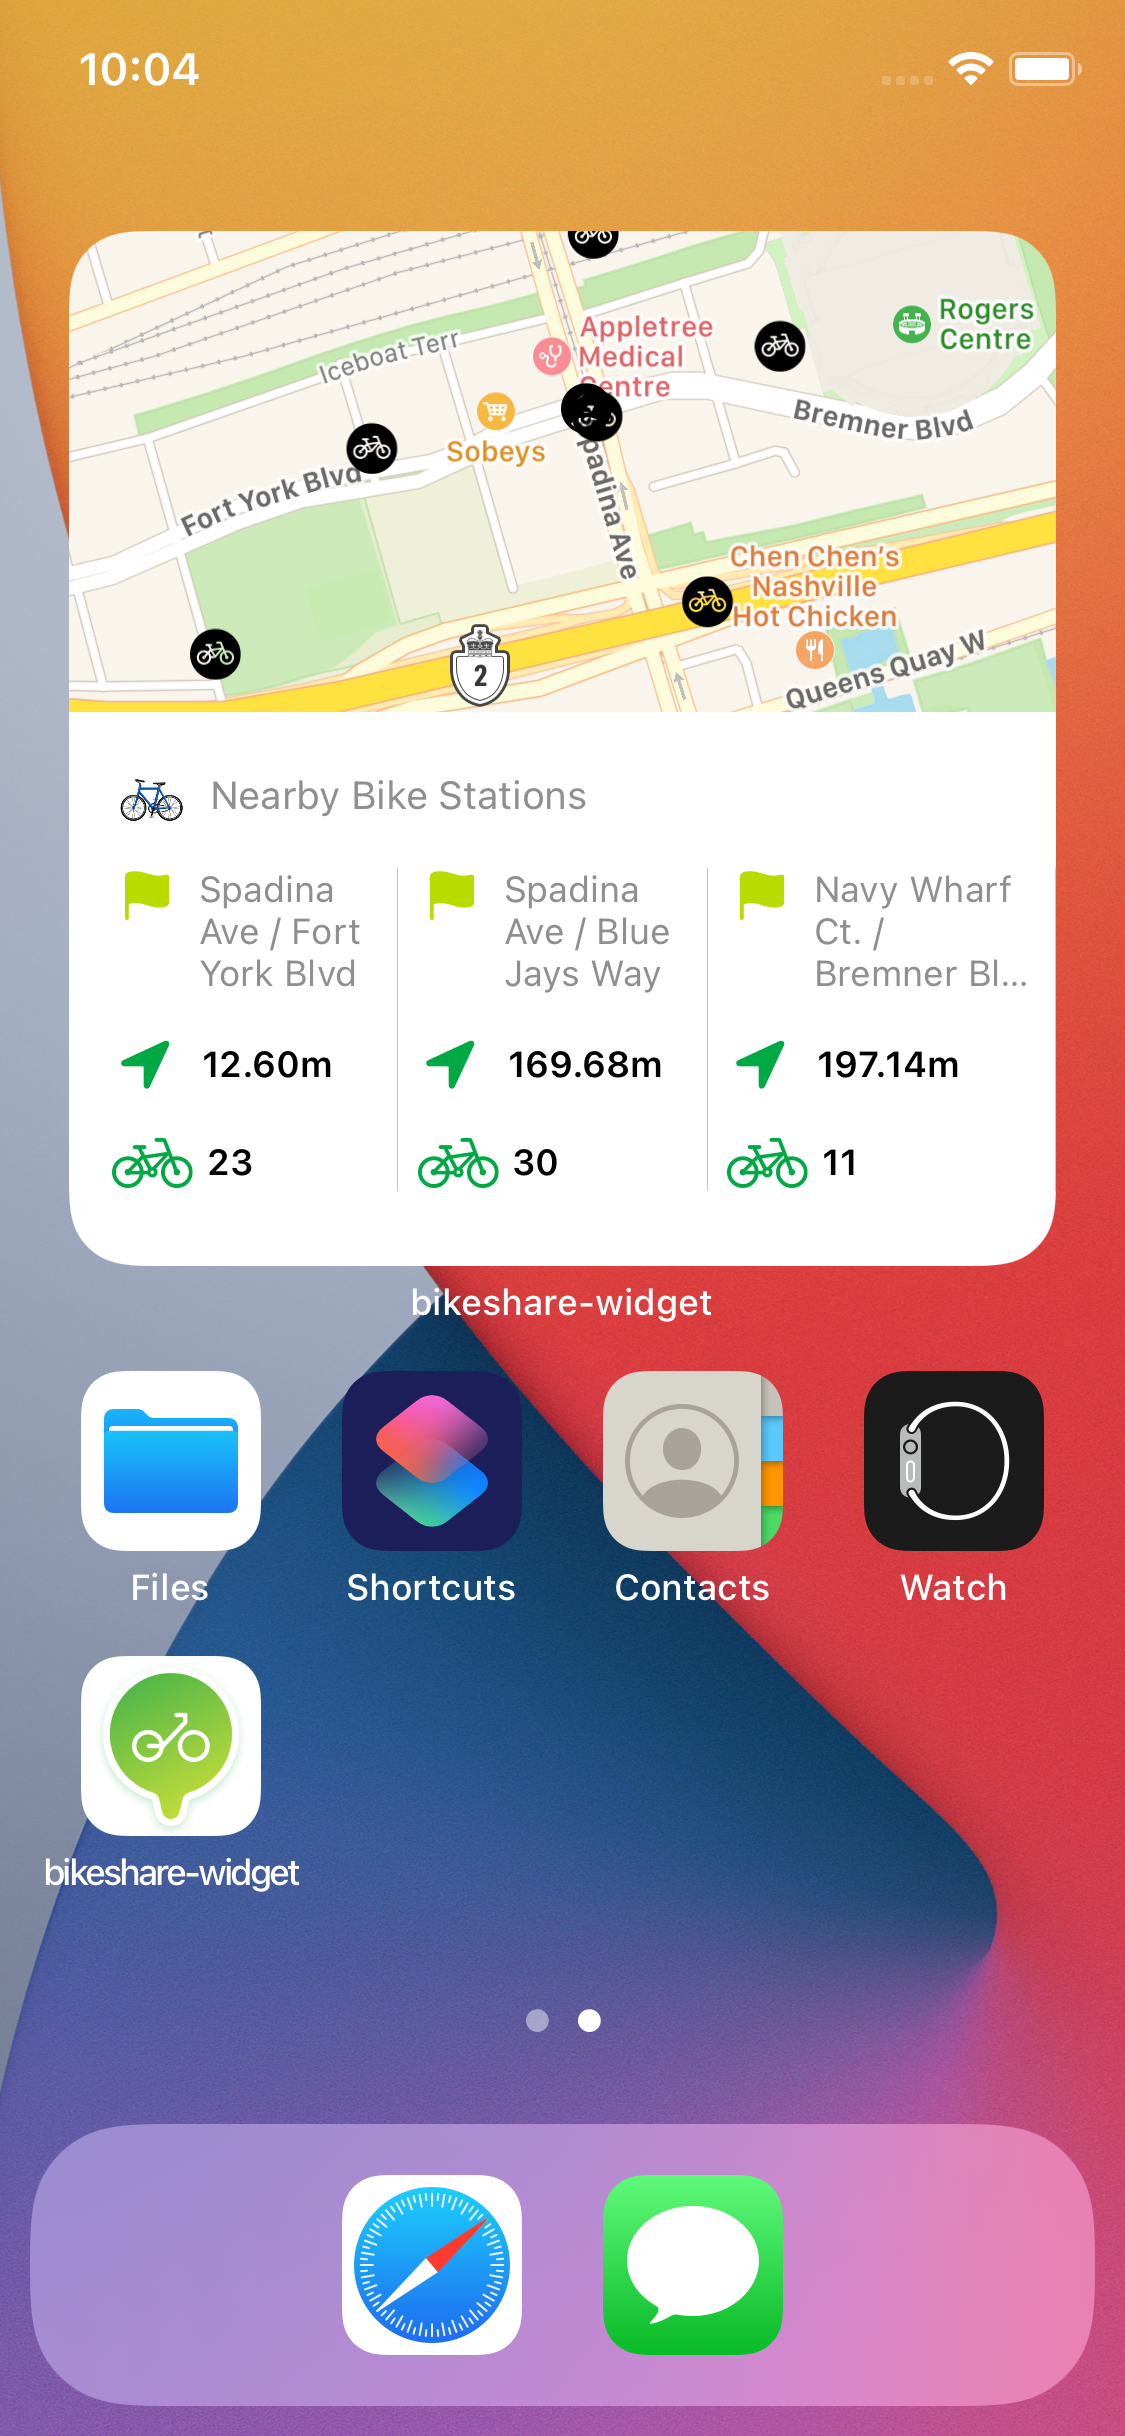 10:04
Rogers
Centre
Appletree
Medical
Centre
Iceboat Terr
Sobeys
Bremner Blvd
Fort York Blvd
padina Ave
Chen Chen's
Nashville
Hot Chicken
2
Queens Quay W
Nearby Bike Stations
Spadina
Ave / Fort
York Blvd
12.60m
23
Spadina
Ave / Blue
Jays Way
169.68m
30
Navy Wharf
Ct. /
Bremner Bl...
197.14m
11
bikeshare-widget
Files
Shortcuts
Contacts
Watch
bikeshare-widget